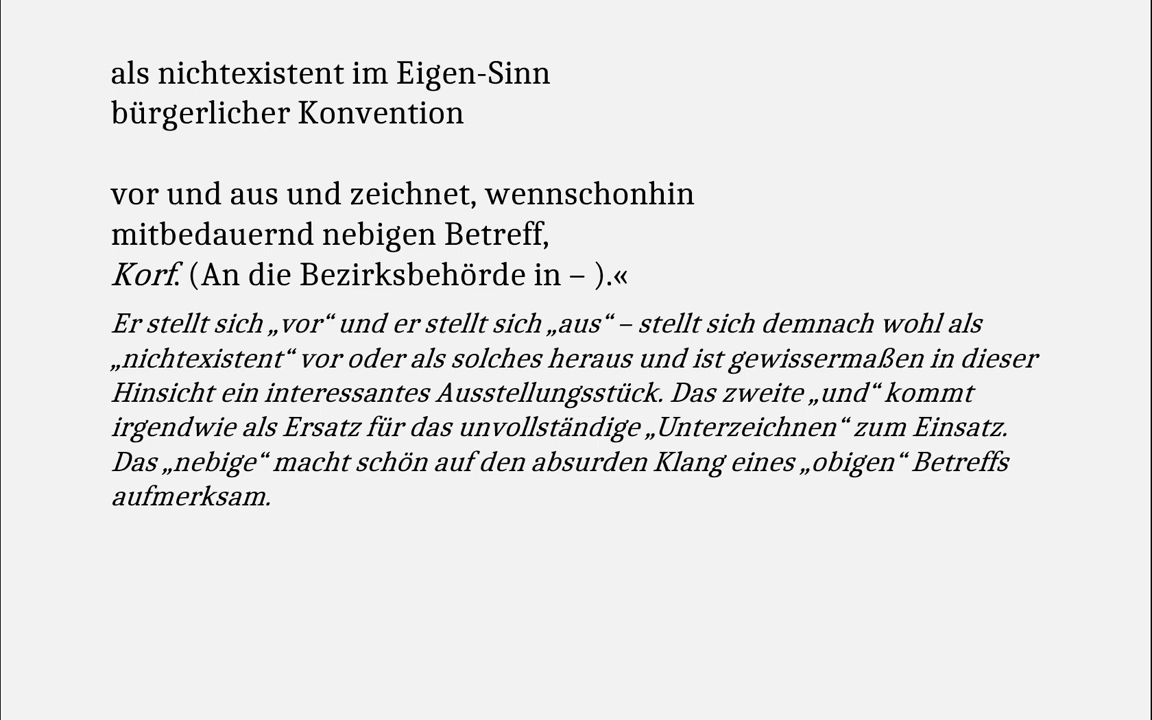 als nichtexistent im Eigen-Sinn
bürgerlicher Konvention
vor und aus und zeichnet, wennschonhin
mitbedauernd nebigen Betreff,
Korf. (An die Bezirksbehörde in – ).«
Er stellt sich „vor“ und er stellt sich „aus“ – stellt sich demnach wohl als
„nichtexistent“ vor oder als solches heraus und ist gewissermaßen in dieser
Hinsicht ein interessantes Ausstellungsstück. Das zweite „und“ kommt
irgendwie als Ersatz für das unvollständige „Unterzeichnen“ zum Einsatz.
Das „nebige“ macht schön auf den absurden Klang eines „obigen“ Betreffs
aufmerksam.